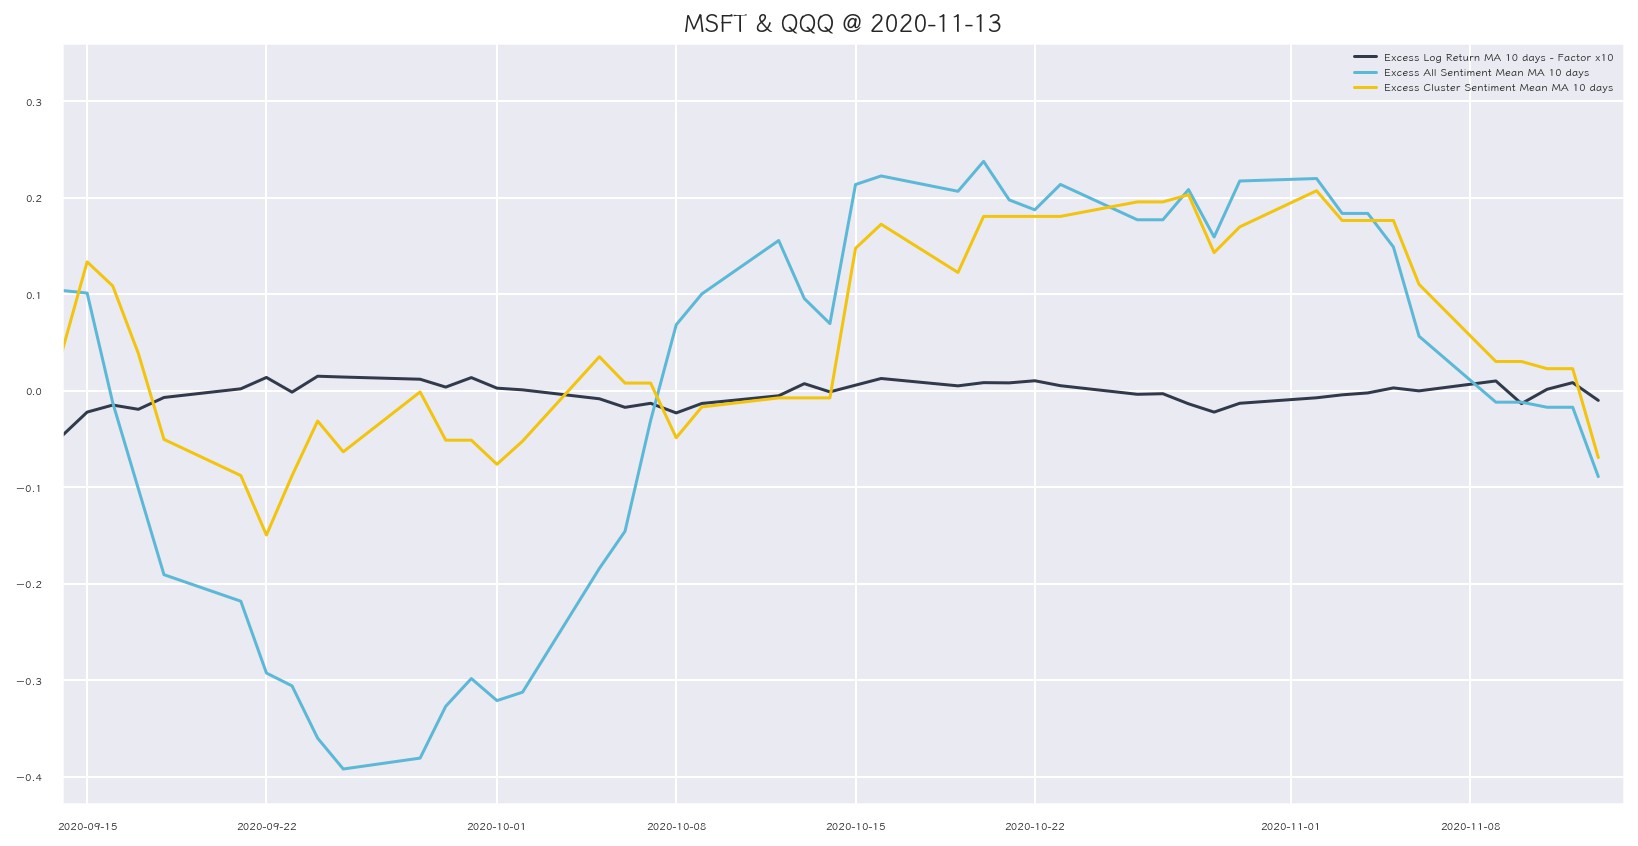 MSFT & QQQ @ 2020-11-13
Excess Log Return MA 10 days - Factor x10
Excess All Sentiment Mean MA 10 days
Excess Cluster Sentiment Mean MA 10 days
0.3
0.2
0.1
0.0
−0.1
−0.2
−0.3
−0.4
2020-09-15 2020-09-22 2020-10-01 2020-10-08 2020-10-15 2020-10-22 2020-11-01 2020-11-08